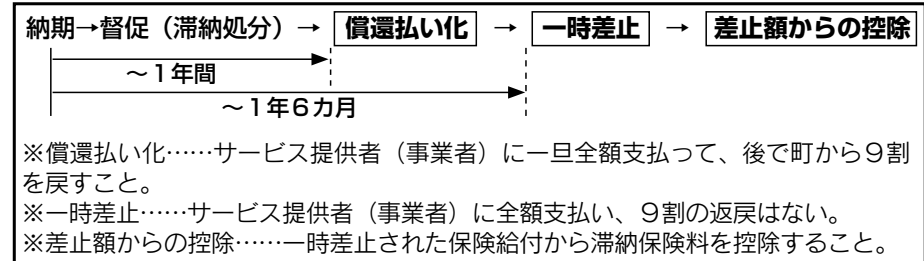 納期→督促（滞納処分）→ 償還払い化 → 一時差止 → 差止額からの控除
～１年間
～１年６カ月
※償還払い化……サービス提供者（事業者）に一旦全額支払って、後で町から９割
を戻すこと。
※一時差止……サービス提供者（事業者）に全額支払い、９割の返戻はない。
※差止額からの控除……一時差止された保険給付から滞納保険料を控除すること。